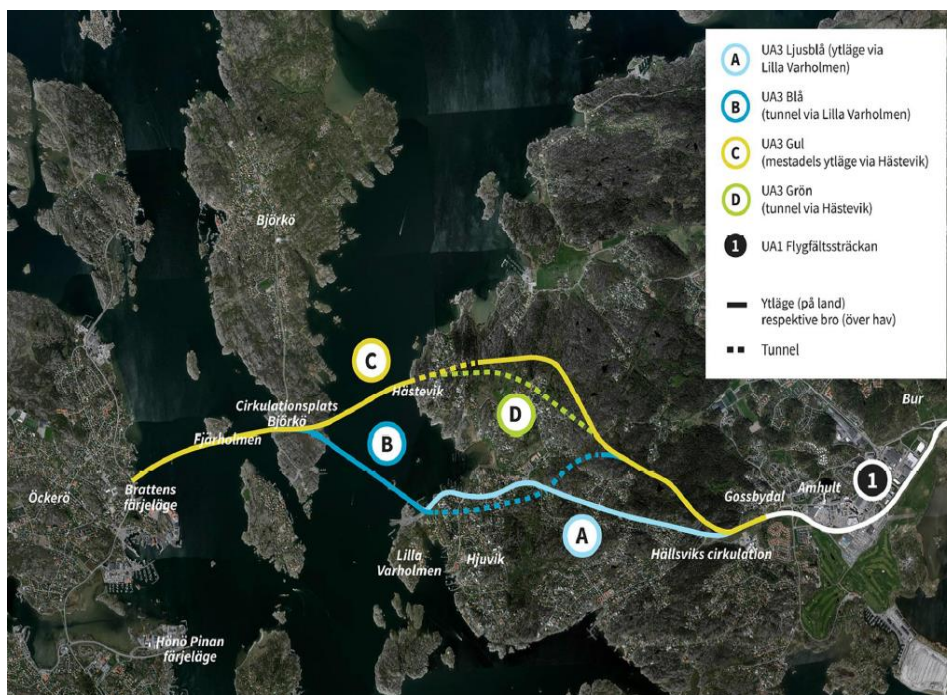 A
UA3 Ljusblå (ytläge via
Lilla Varholmen)
B
UA3 Blå
(tunnel via Lilla Varholmen)
C
UA3 Gul
(mestadels ytläge via Hästevik)
D
UA3 Grön
(tunnel via Hästevik)
1
UA1 Flygfältssträckan
Ytläge (på land)
respektive bro (över hav)
Tunnel
Björkö
C
Hästevik
Cirkulationsplats
Björkö
D
Bur
Fjärholmen
B
1
Öckerö
Brattens
färjeläge
Gossbydal
Amhult
A
Lilla
Varholmen
Hjuvik
Hällsviks cirkulation
Hönö Pinan
färjeläge